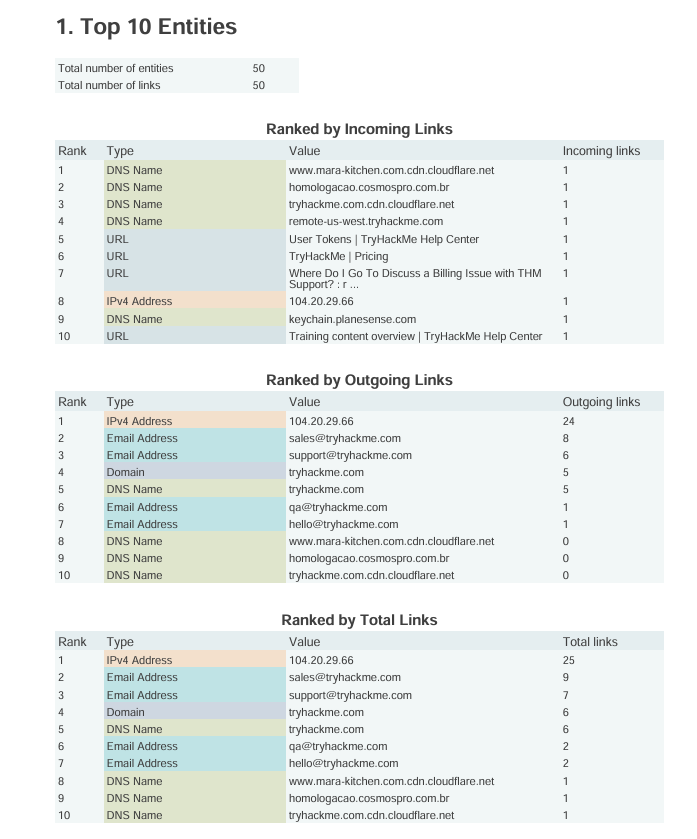 1. Top 10 Entities
Total number of entities 50
Total number of links 50
Ranked by Incoming Links
Rank Type Value Incoming links
1 DNS Name www.mara-kitchen.com.cdn.cloudflare.net 1
2 DNS Name homologacao.cosmospro.com.br 1
3 DNS Name tryhackme.com.cdn.cloudflare.net 1
4 DNS Name remote-us-west.tryhackme.com 1
5 URL User Tokens | TryHackMe Help Center 1
6 URL TryHackMe | Pricing 1
7 URL Where Do I Go To Discuss a Billing Issue with THM 1
Support? : r ...
8 IPv4 Address 104.20.29.66 1
9 DNS Name keychain.planesense.com 1
10 URL Training content overview | TryHackMe Help Center 1
Ranked by Outgoing Links
Rank Type Value Outgoing links
1 IPv4 Address 104.20.29.66 24
2 Email Address sales@tryhackme.com 8
3 Email Address support@tryhackme.com 6
4 Domain tryhackme.com 5
5 DNS Name tryhackme.com 5
6 Email Address qa@tryhackme.com 1
7 Email Address hello@tryhackme.com 1
8 DNS Name www.mara-kitchen.com.cdn.cloudflare.net 0
9 DNS Name homologacao.cosmospro.com.br 0
10 DNS Name tryhackme.com.cdn.cloudflare.net 0
Ranked by Total Links
Rank Type Value Total links
1 IPv4 Address 104.20.29.66 25
2 Email Address sales@tryhackme.com 9
3 Email Address support@tryhackme.com 7
4 Domain tryhackme.com 6
5 DNS Name tryhackme.com 6
6 Email Address qa@tryhackme.com 2
7 Email Address hello@tryhackme.com 2
8 DNS Name www.mara-kitchen.com.cdn.cloudflare.net 1
9 DNS Name homologacao.cosmospro.com.br 1
10 DNS Name tryhackme.com.cdn.cloudflare.net 1